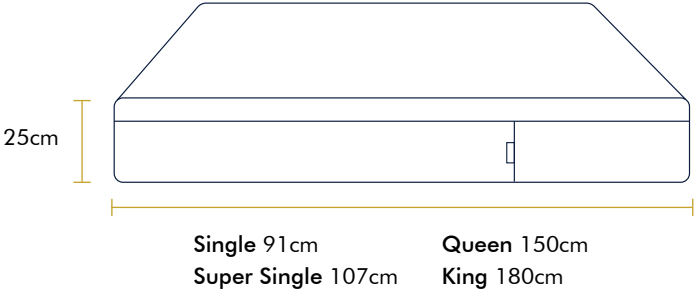 25cm
Single 91cm
Queen 150cm
Super Single 107cm
King 180cm